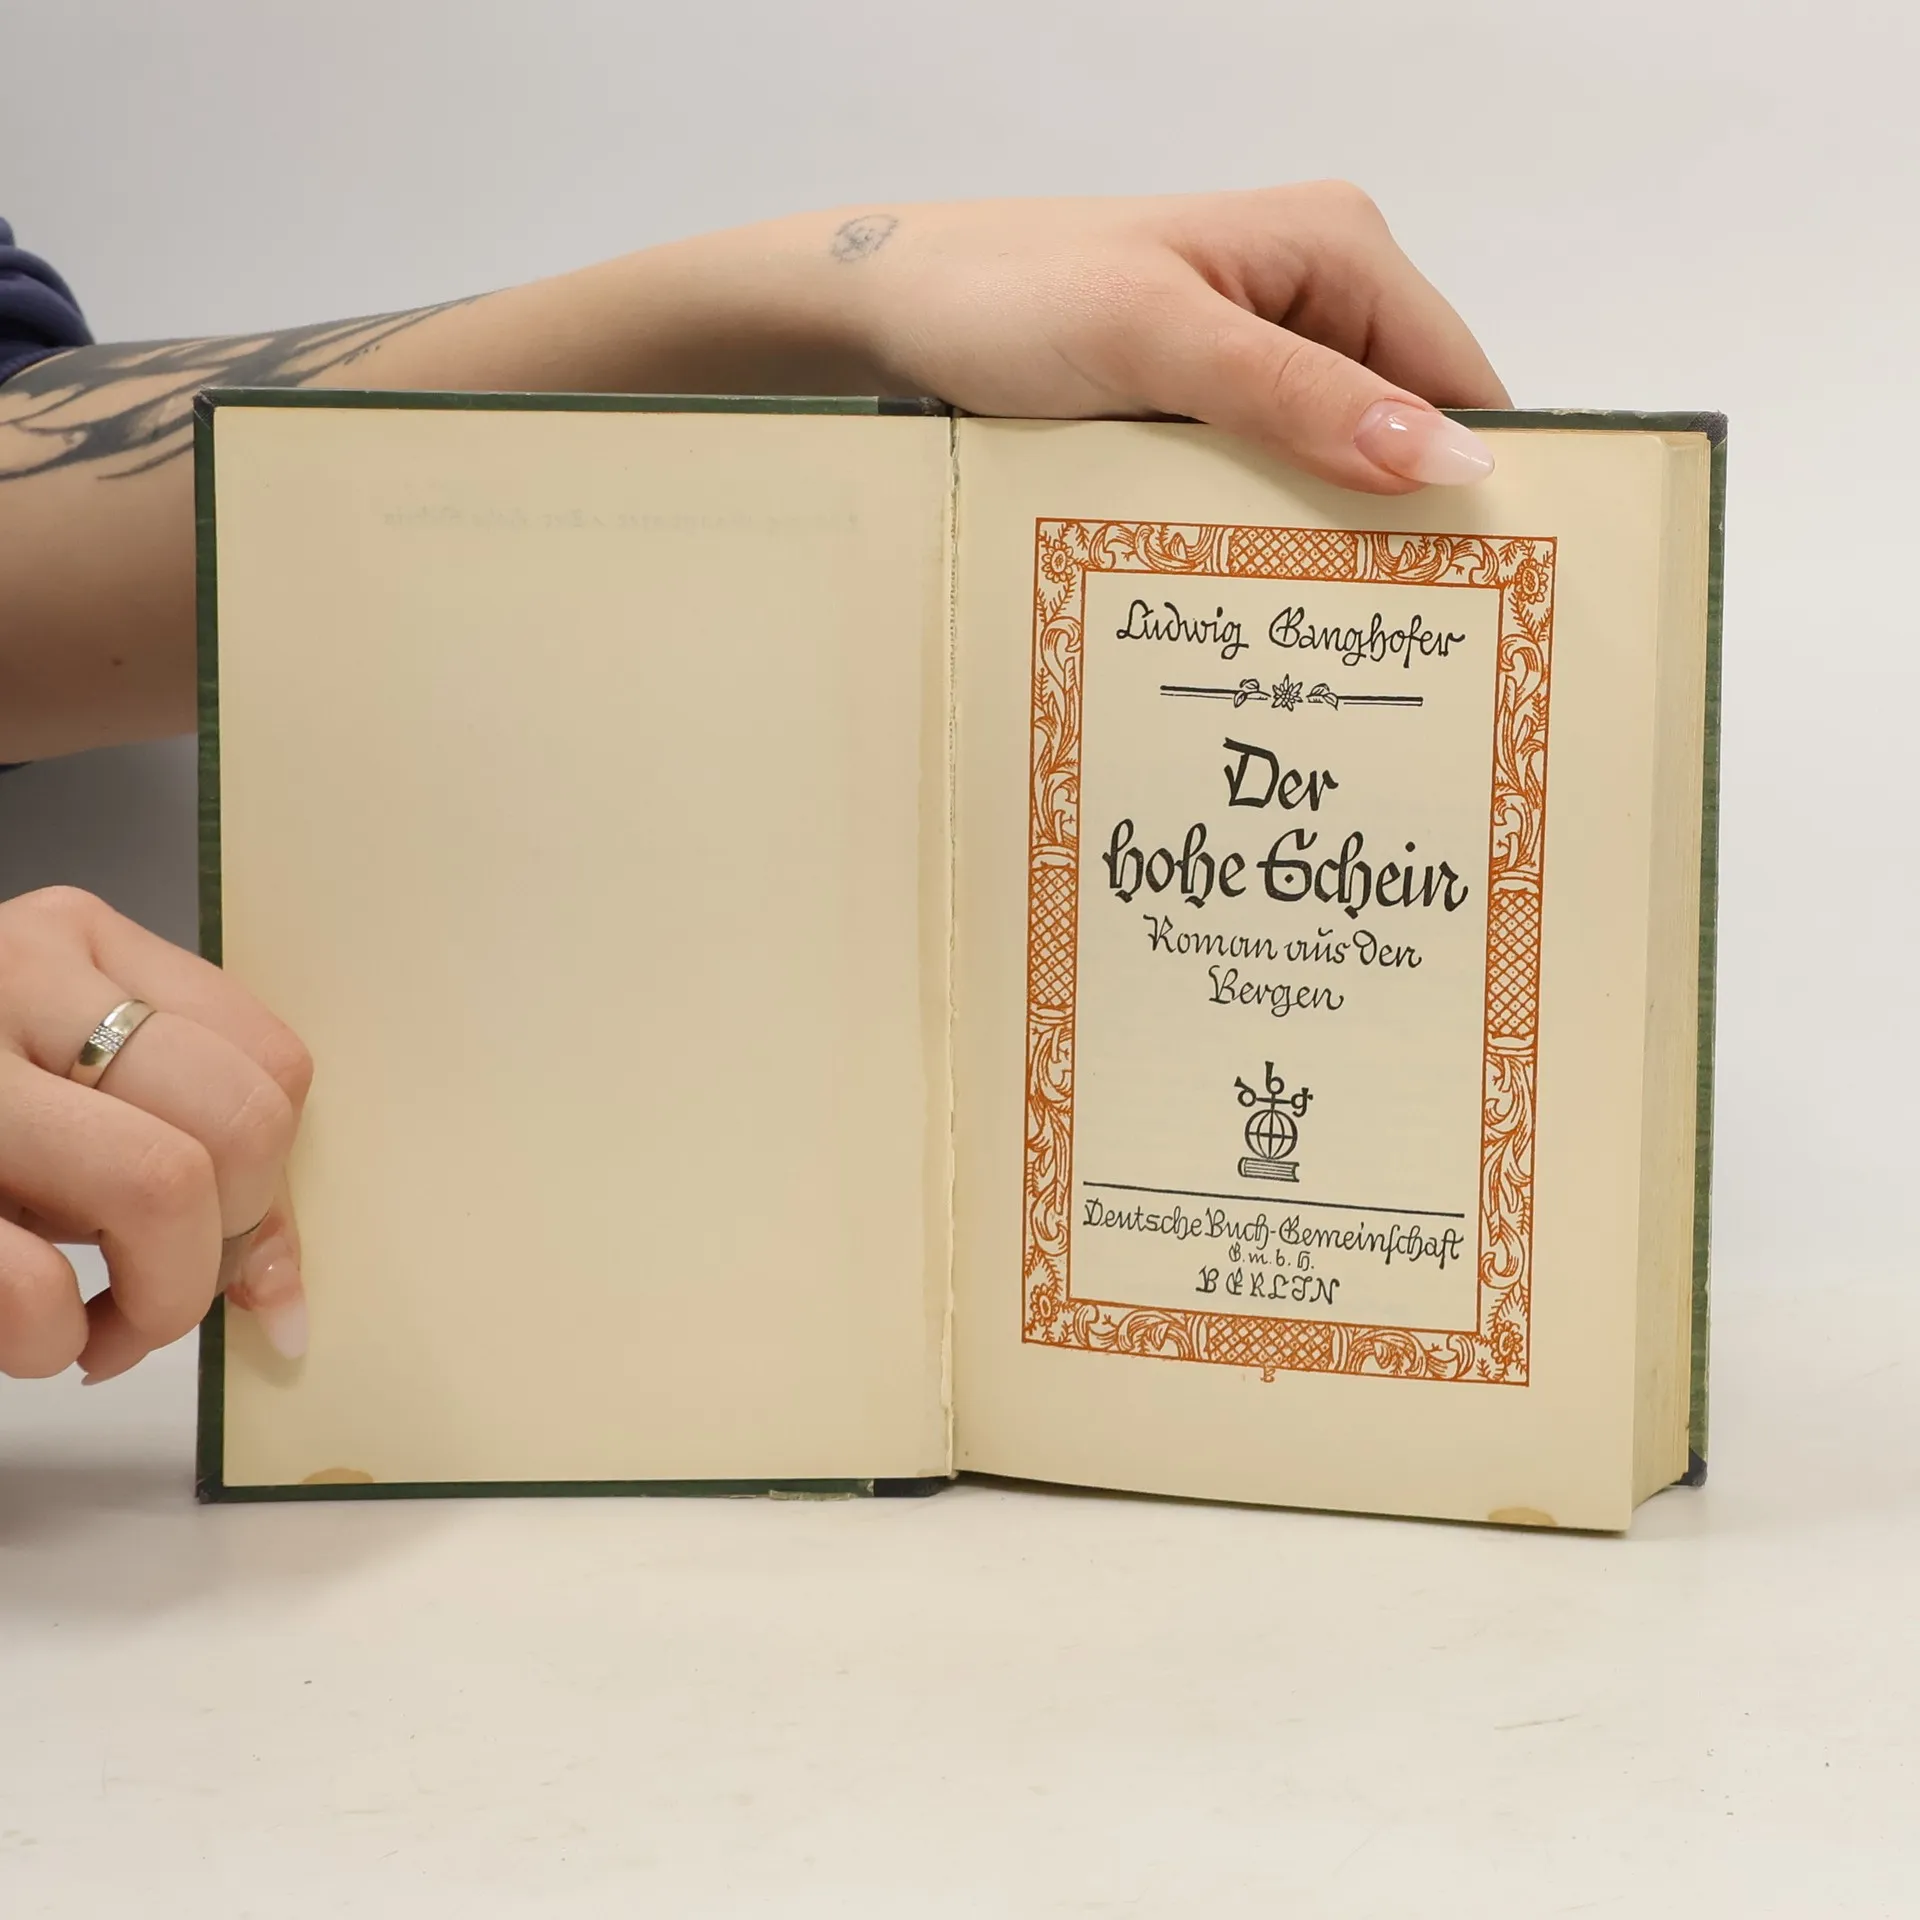 Ludwig Ganghofer
Der
hohe Schein
Roman aus den
Bergen
dbg
Deutsche Buch-Gemeinschaft
G.m.b.H.
BERLIN